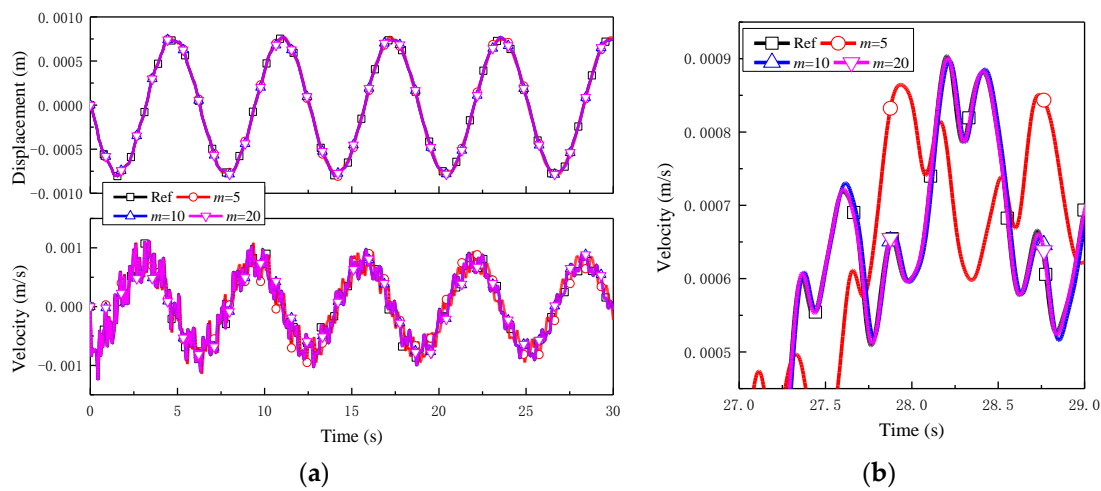 0.0010
0.0005
0.0000
−0.0005
−0.0010
Displacement (m)
Ref m=5
m=10 m=20
0.001
0.000
−0.001
Velocity (m/s)
0 5 10 15 20 25 30
Time (s)
(a)
Ref m=5
m=10 m=20
0.0009
0.0008
0.0007
0.0006
0.0005
Velocity (m/s)
27.0 27.5 28.0 28.5 29.0
Time (s)
(b)